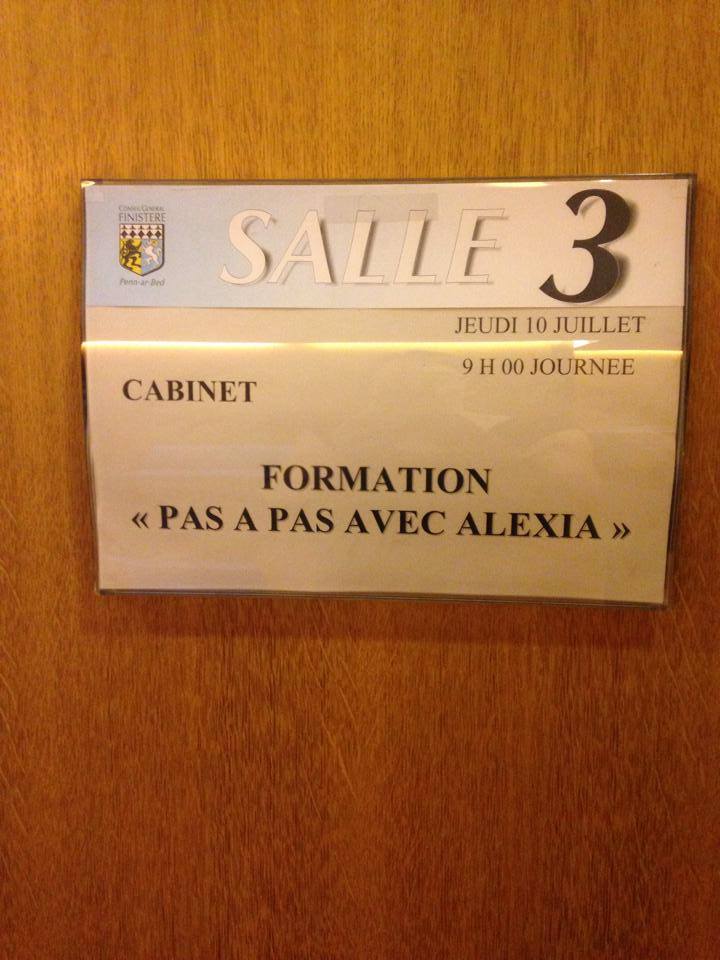 CONSEIL GENERAL
FINISTERE
Penn-ar-Bed
SALLE 3
JEUDI 10 JUILLET
9 H 00 JOURNEE
CABINET
FORMATION
« PAS A PAS AVEC ALEXIA »